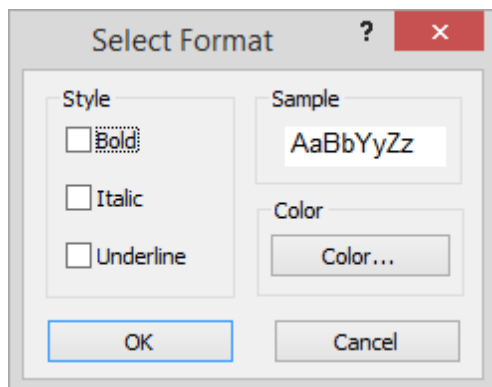 Select Format ? ×
Style
Bold
Italic
Underline
Sample
AaBbYyZz
Color
Color...
OK
Cancel